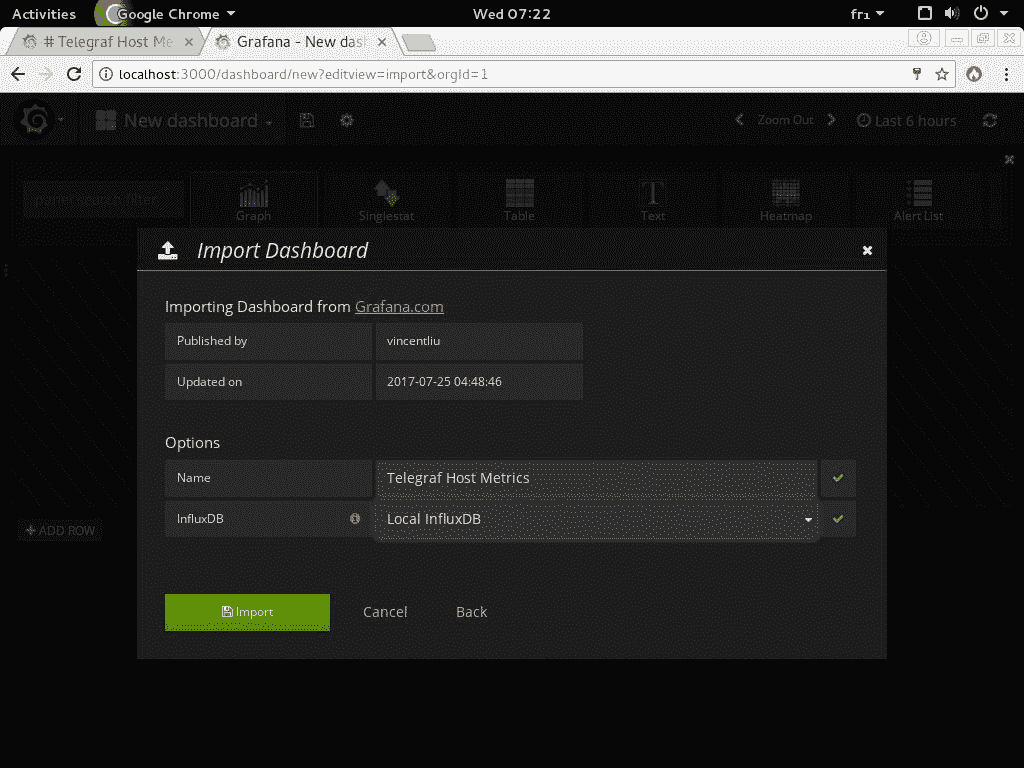 Activities Google Chrome Wed 07:22 fr1
# Telegraf Host Me Grafana - New das
localhost:3000/dashboard/new?editview=import&orgId=1
New dashboard Zoom Out Last 6 hours
panel search filter Graph Singlestat Table Text Heatmap Alert List
Import Dashboard
Importing Dashboard from Grafana.com
Published by vincentliu
Updated on 2017-07-25 04:48:46
Options
Name Telegraf Host Metrics
InfluxDB Local InfluxDB
ADD ROW
Import Cancel Back